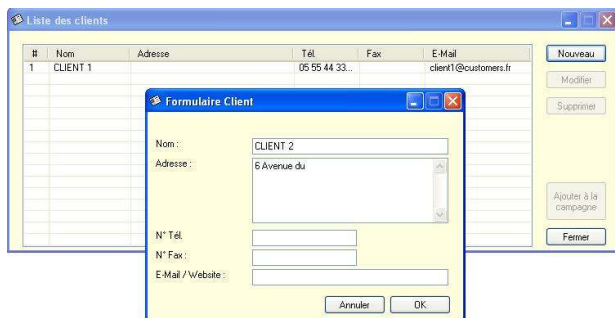 Liste des clients
# Nom Adresse Tél. Fax E-Mail
1 CLIENT 1 05 55 44 33... client1@customers.fr
Nouveau
Modifier
Supprimer
Ajouter à la
campagne
Fermer
Formulaire Client
Nom : CLIENT 2
Adresse : 6 Avenue du
N° Tél.
N° Fax :
E-Mail / Website :
Annuler OK